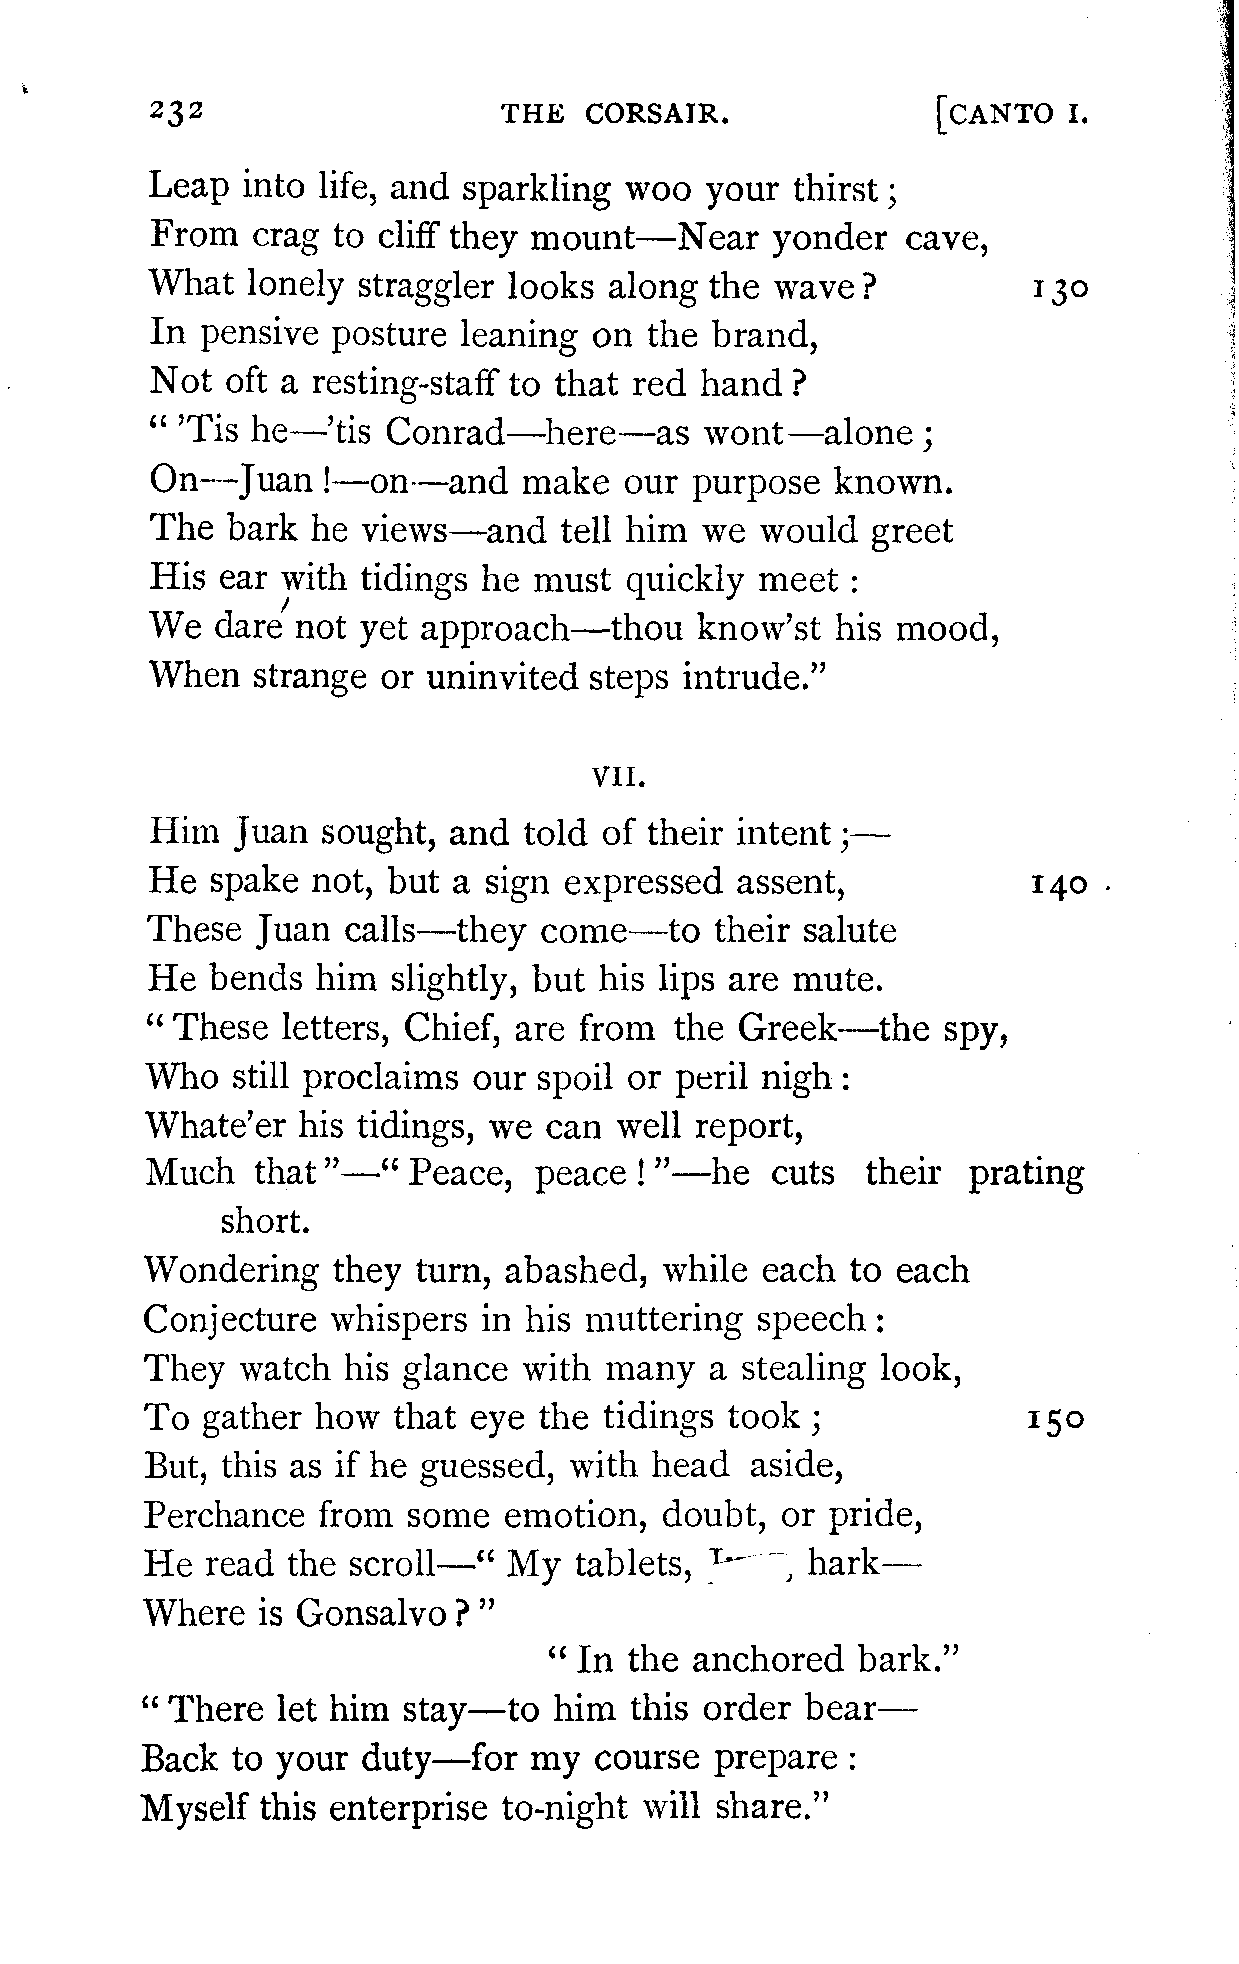 232 THE CORSAIR. [CANTO I.
Leap into life, and sparkling woo your thirst ;
From crag to cliff they mount—Near yonder cave,
What lonely straggler looks along the wave ? 130
In pensive posture leaning on the brand,
Not oft a resting-staff to that red hand ?
" 'Tis he—'tis Conrad—here—as wont—alone ;
On—Juan !—on—and make our purpose known.
The bark he views—and tell him we would greet
His ear with tidings he must quickly meet :
We dare not yet approach—thou know'st his mood,
When strange or uninvited steps intrude."
VII.
Him Juan sought, and told of their intent ;—
He spake not, but a sign expressed assent, 140
These Juan calls—they come—to their salute
He bends him slightly, but his lips are mute.
" These letters, Chief, are from the Greek—the spy,
Who still proclaims our spoil or peril nigh :
Whate'er his tidings, we can well report,
Much that "—" Peace, peace ! "—he cuts their prating
short.
Wondering they turn, abashed, while each to each
Conjecture whispers in his muttering speech :
They watch his glance with many a stealing look,
To gather how that eye the tidings took ; 150
But, this as if he guessed, with head aside,
Perchance from some emotion, doubt, or pride,
He read the scroll—" My tablets, hark—
Where is Gonsalvo ? "
" In the anchored bark."
" There let him stay—to him this order bear—
Back to your duty—for my course prepare :
Myself this enterprise to-night will share."